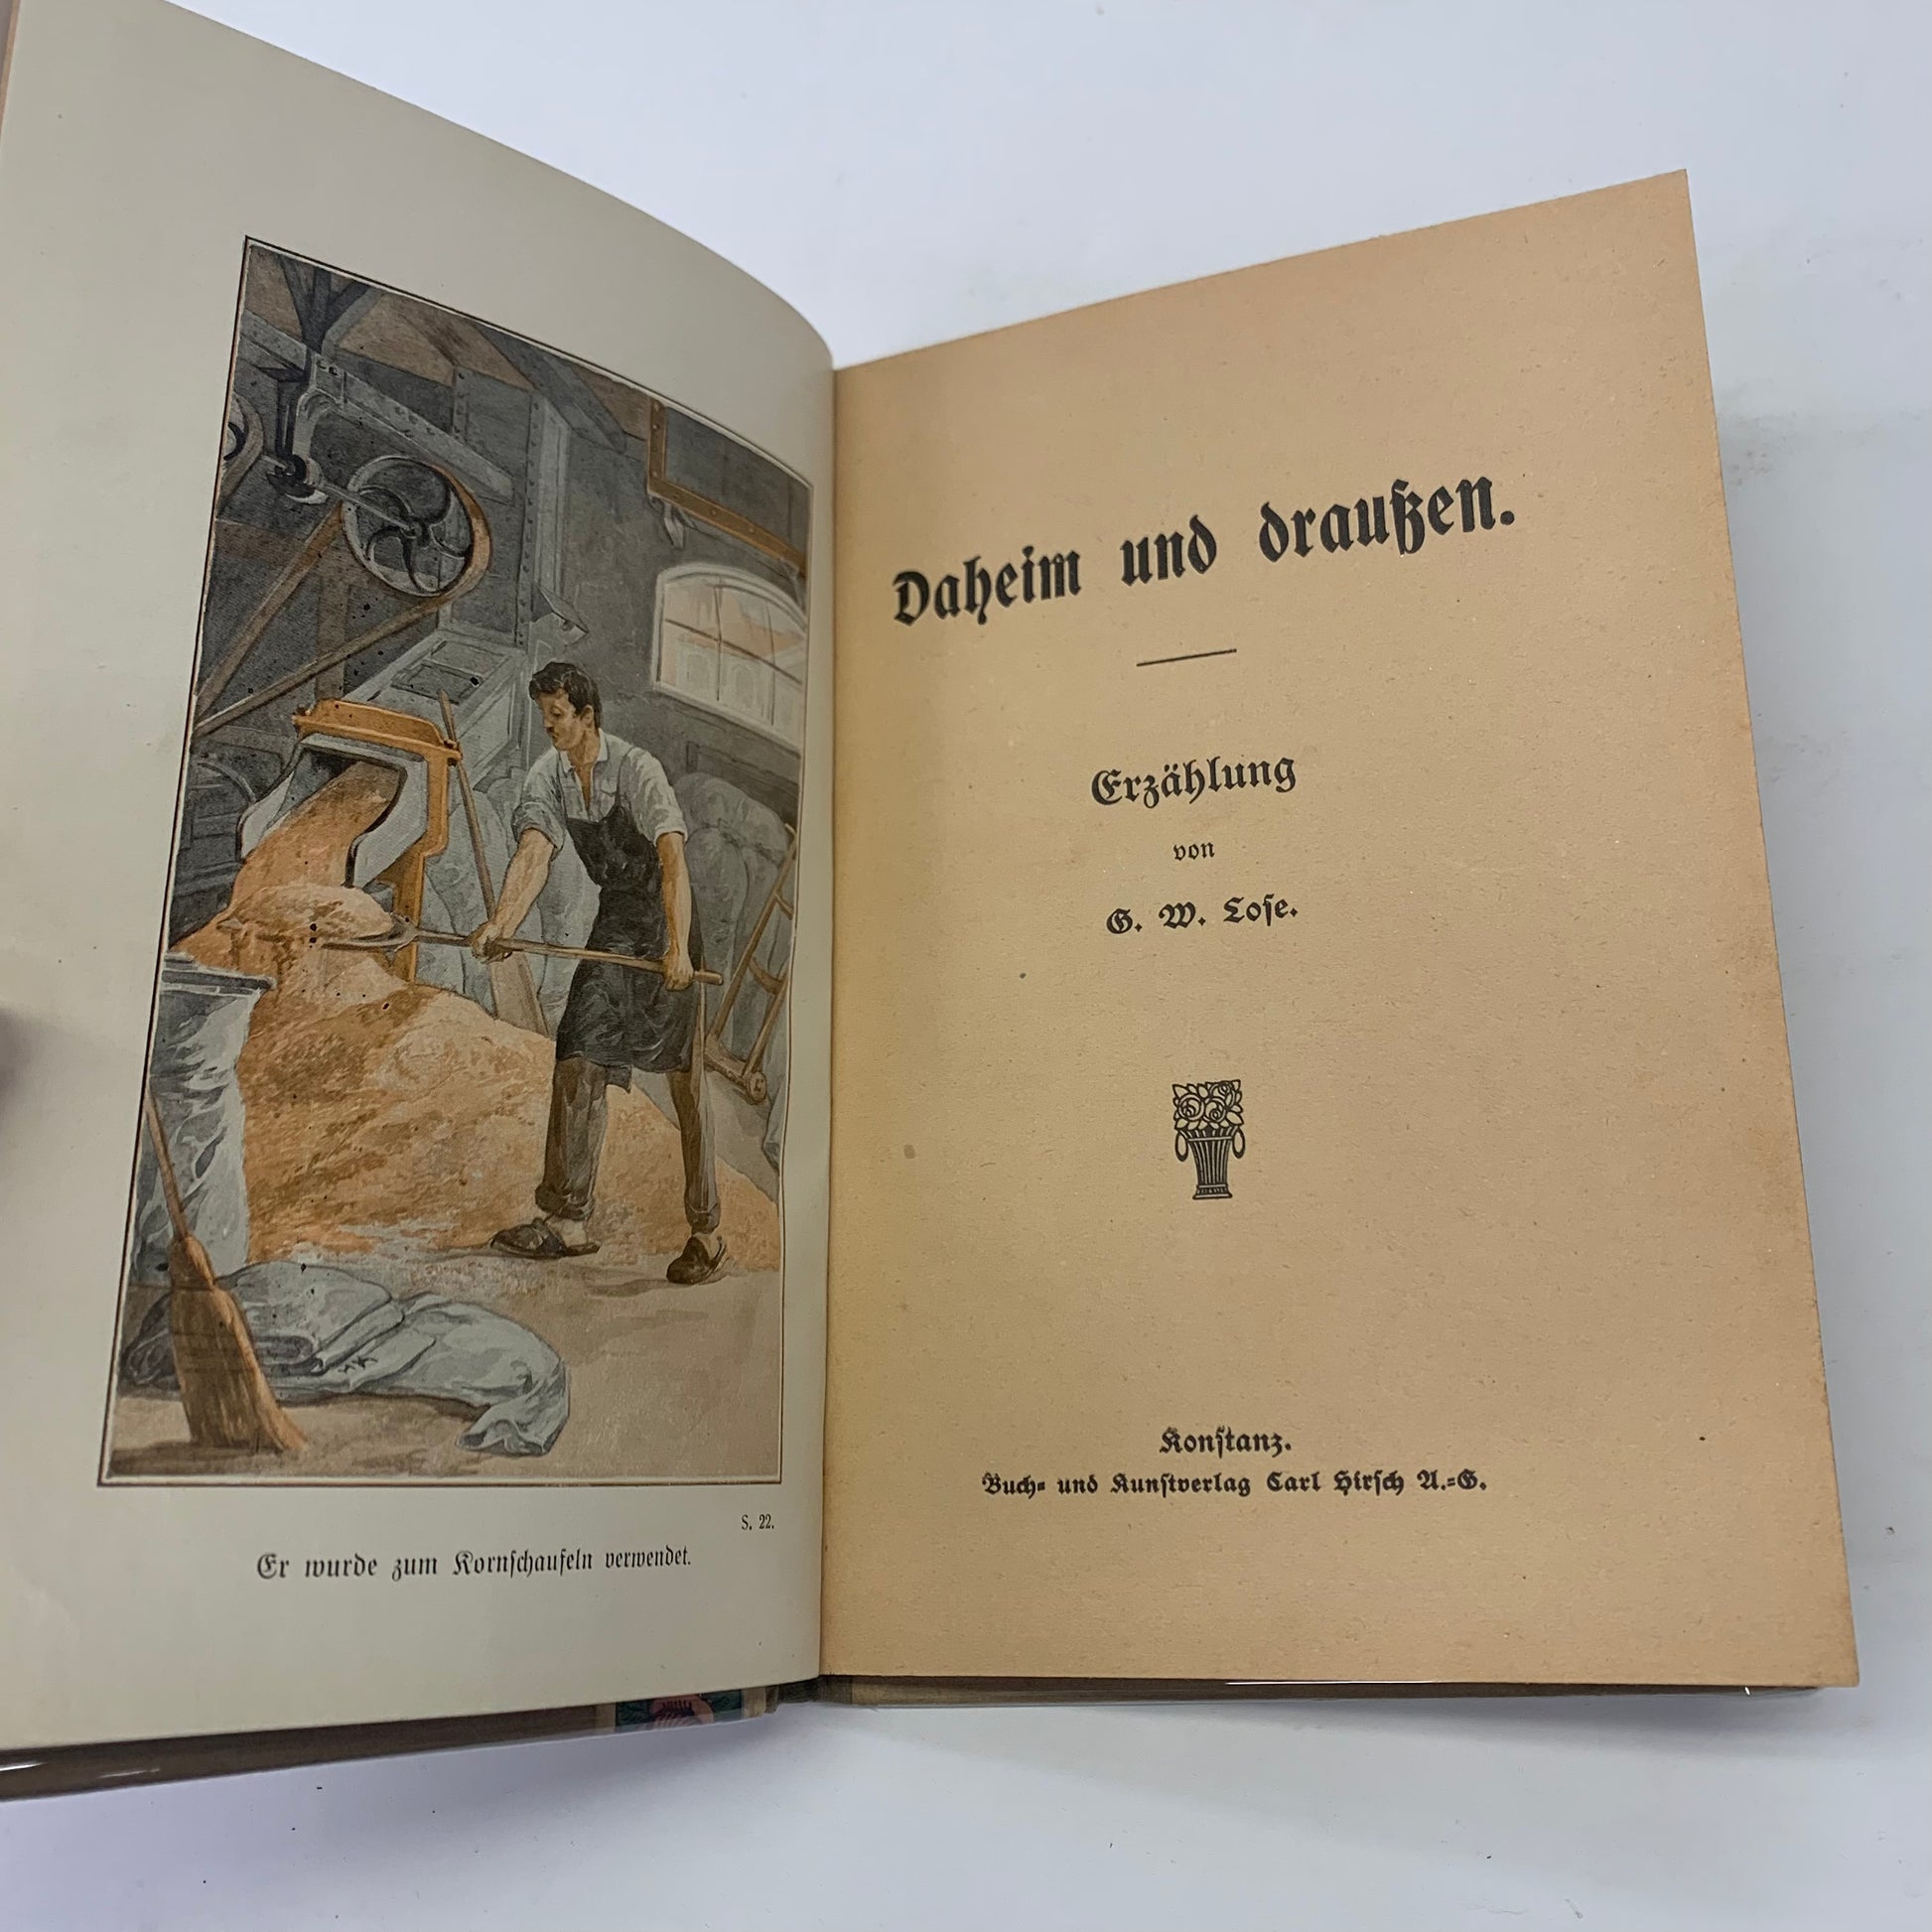 S. 22.
Er wurde zum Kornſchaufeln verwendet.
Daheim und draußen.
Erzählung
von
G. W. Loſe.
Konſtanz.
Buch- und Kunſtverlag Carl Hirſch A.-G.